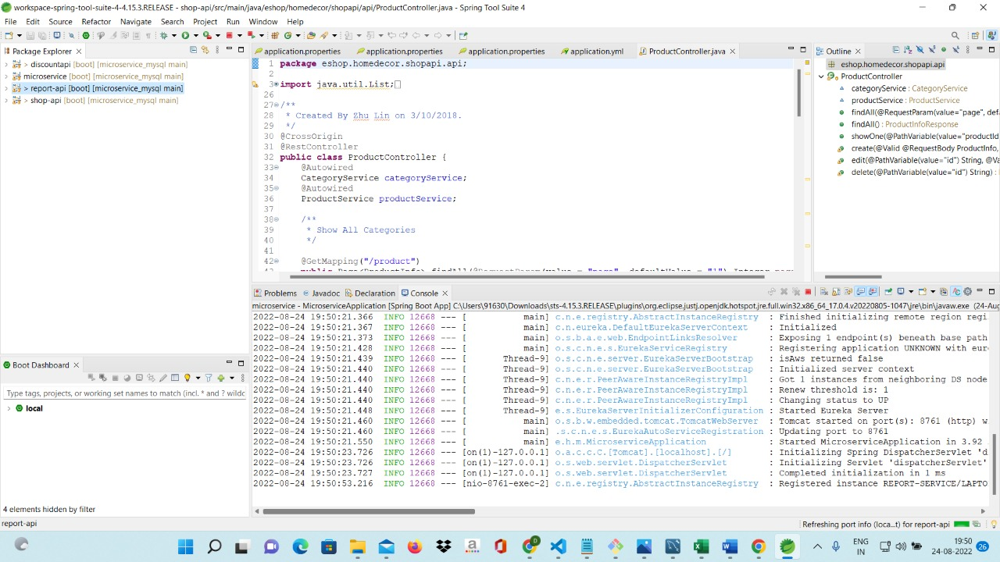 workspace-spring-tool-suite-4-4.15.3.RELEASE - shop-api/src/main/java/eshop/homedecor/shopapi/api/ProductController.java - Spring Tool Suite 4
File Edit Source Refactor Navigate Search Project Run Window Help
Package Explorer
> discountapi [boot] [microservice_mysql main]
microservice [boot] [microservice_mysql main]
> report-api [boot] [microservice_mysql main]
> shop-api [boot] [microservice_mysql main]
application.properties application.properties application.properties application.yml ProductController.java
1 package eshop.homedecor.shopapi.api;
2
3 import java.util.List;
26
27 /**
28 * Created By Zhu Lin on 3/10/2018.
29 */
30 @CrossOrigin
31 @RestController
32 public class ProductController {
33 @Autowired
34 CategoryService categoryService;
35 @Autowired
36 ProductService productService;
37
38 /**
39 * Show All Categories
40 */
41
42 @GetMapping("/product")
Outline
eshop.homedecor.shopapi.api
ProductController
categoryService : CategoryService
productService : ProductService
findAll(@RequestParam(value="page", def
findAll() : ProductInfoResponse
showOne(@PathVariable(value="productId
create(@Valid @RequestBody ProductInfo,
edit(@PathVariable(value="id") String, @Va
delete(@PathVariable(value="id") String) :
Problems Javadoc Declaration Console
microservice - MicroserviceApplication [Spring Boot App] C:\Users\91630\Downloads\sts-4.15.3.RELEASE\plugins\org.eclipse.justj.openjdk.hotspot.jre.full.win32.x86_64_17.0.4.v20220805-1047\jre\bin\javaw.exe (24-Aug
2022-08-24 19:50:21.366 INFO 12668 --- [ main] c.n.e.registry.AbstractInstanceRegistry : Finished initializing remote region regi
2022-08-24 19:50:21.367 INFO 12668 --- [ main] c.n.eureka.DefaultEurekaServerContext : Initialized
2022-08-24 19:50:21.373 INFO 12668 --- [ main] o.s.b.a.e.web.EndpointLinksResolver : Exposing 1 endpoint(s) beneath base path
2022-08-24 19:50:21.428 INFO 12668 --- [ main] o.s.c.n.e.s.EurekaServiceRegistry : Registering application UNKNOWN with eur
2022-08-24 19:50:21.439 INFO 12668 --- [ Thread-9] o.s.c.n.e.server.EurekaServerBootstrap : isAws returned false
2022-08-24 19:50:21.440 INFO 12668 --- [ Thread-9] o.s.c.n.e.server.EurekaServerBootstrap : Initialized server context
2022-08-24 19:50:21.440 INFO 12668 --- [ Thread-9] c.n.e.r.PeerAwareInstanceRegistryImpl : Got 1 instances from neighboring DS node
2022-08-24 19:50:21.440 INFO 12668 --- [ Thread-9] c.n.e.r.PeerAwareInstanceRegistryImpl : Renew threshold is: 1
2022-08-24 19:50:21.440 INFO 12668 --- [ Thread-9] c.n.e.r.PeerAwareInstanceRegistryImpl : Changing status to UP
2022-08-24 19:50:21.448 INFO 12668 --- [ Thread-9] e.s.EurekaServerInitializerConfiguration : Started Eureka Server
2022-08-24 19:50:21.460 INFO 12668 --- [ main] o.s.b.w.embedded.tomcat.TomcatWebServer : Tomcat started on port(s): 8761 (http) w
2022-08-24 19:50:21.460 INFO 12668 --- [ main] .s.c.n.e.s.EurekaAutoServiceRegistration : Updating port to 8761
2022-08-24 19:50:21.550 INFO 12668 --- [ main] e.h.m.MicroserviceApplication : Started MicroserviceApplication in 3.92
2022-08-24 19:50:23.726 INFO 12668 --- [on(1)-127.0.0.1] o.a.c.c.C.[Tomcat].[localhost].[/] : Initializing Spring DispatcherServlet 'd
2022-08-24 19:50:23.726 INFO 12668 --- [on(1)-127.0.0.1] o.s.web.servlet.DispatcherServlet : Initializing Servlet 'dispatcherServlet'
2022-08-24 19:50:23.727 INFO 12668 --- [on(1)-127.0.0.1] o.s.web.servlet.DispatcherServlet : Completed initialization in 1 ms
2022-08-24 19:50:53.216 INFO 12668 --- [nio-8761-exec-2] c.n.e.registry.AbstractInstanceRegistry : Registered instance REPORT-SERVICE/LAPTO
Boot Dashboard
Type tags, projects, or working set names to match (incl. * and ? wildc
local
4 elements hidden by filter
report-api
Refreshing port info (loca...t) for report-api
ENG
IN
19:50
24-08-2022
26